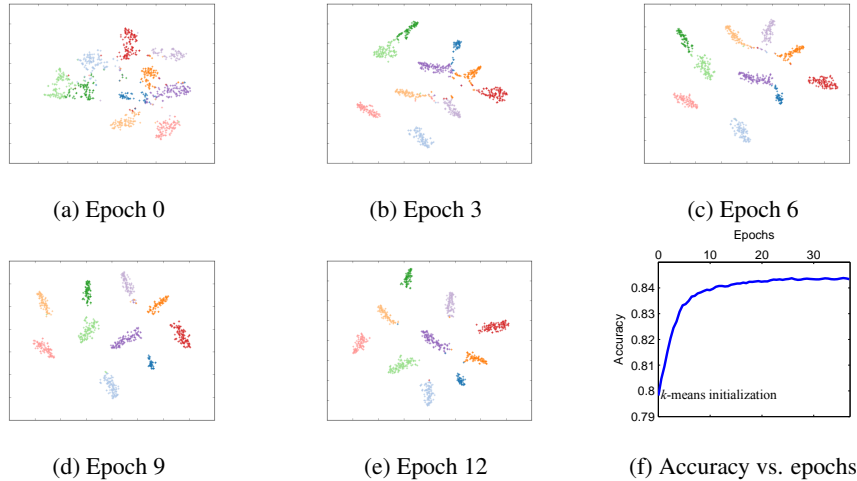 (a) Epoch 0
(b) Epoch 3
(c) Epoch 6
Epochs
0 10 20 30
0.84
0.83
0.82
0.81
0.8
0.79
Accuracy
k-means initialization
(d) Epoch 9
(e) Epoch 12
(f) Accuracy vs. epochs